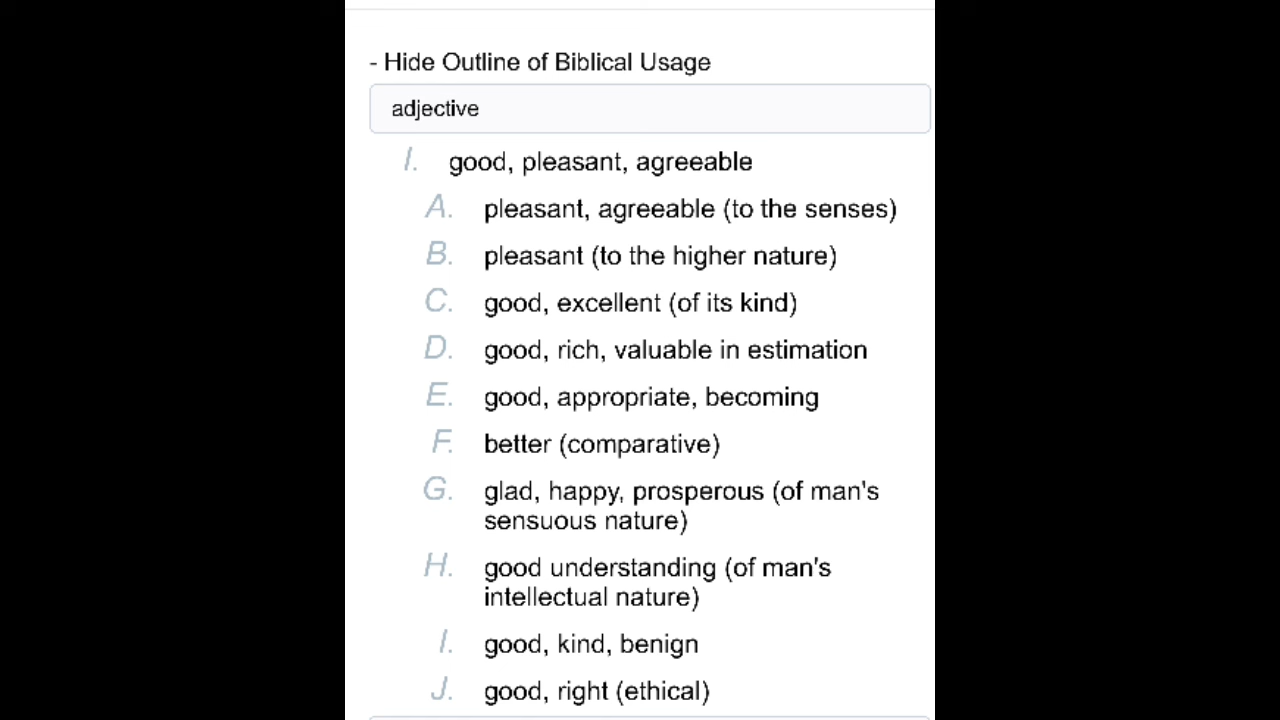 - Hide Outline of Biblical Usage
adjective
I. good, pleasant, agreeable
A. pleasant, agreeable (to the senses)
B. pleasant (to the higher nature)
C. good, excellent (of its kind)
D. good, rich, valuable in estimation
E. good, appropriate, becoming
F. better (comparative)
G. glad, happy, prosperous (of man's
sensuous nature)
H. good understanding (of man's
intellectual nature)
I. good, kind, benign
J. good, right (ethical)